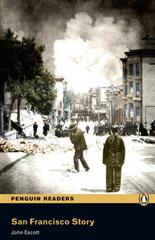 PENGUIN READERS
San Francisco Story
John Escott